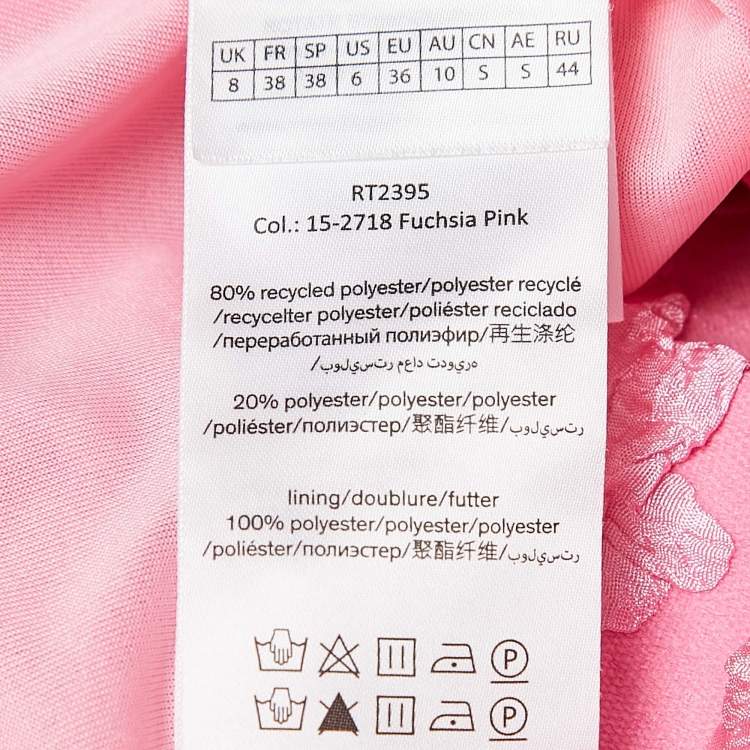 UK FR SP US EU AU CN AE RU
8 38 38 6 36 10 S S 44
RT2395
Col.: 15-2718 Fuchsia Pink
80% recycled polyester/polyester recyclé
/recycelter polyester/poliéster reciclado
/переработанный полиэфир/再生涤纶
/بوليستر معاد تدويره
20% polyester/polyester/polyester
/poliéster/полиэстер/聚酯纤维/بوليستر
lining/doublure/futter
100% polyester/polyester/polyester
/poliéster/полиэстер/聚酯纤维/بوليستر
P
P